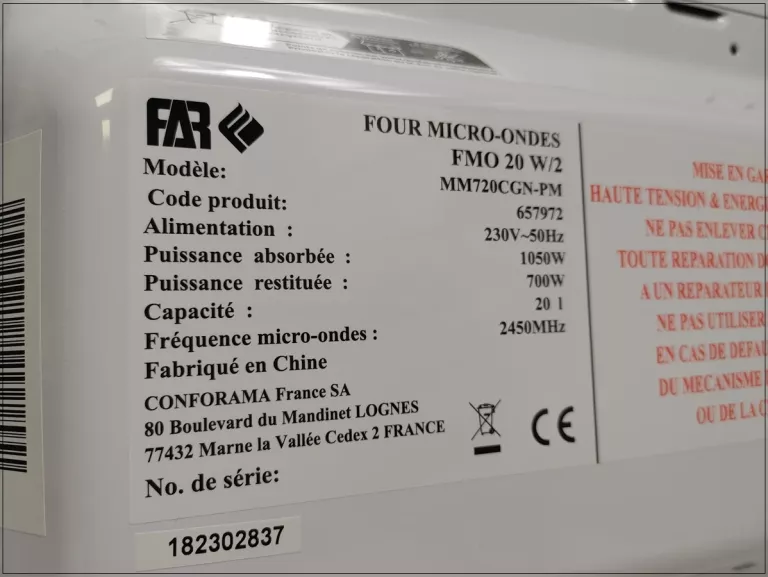 FAR
FOUR MICRO-ONDES
FMO 20 W/2
Modèle:
MM720CGN-PM
Code produit:
657972
Alimentation :
230V~50Hz
Puissance absorbée :
1050W
Puissance restituée :
700W
Capacité :
20 l
Fréquence micro-ondes :
2450MHz
Fabriqué en Chine
CONFORAMA France SA
80 Boulevard du Mandinet LOGNES
77432 Marne la Vallée Cedex 2 FRANCE
CE
No. de série:
182302837
MISE EN GAR
HAUTE TENSION & ENERGI
NE PAS ENLEVER C
TOUTE REPARATION D
A UN REPARATEUR
NE PAS UTILISER
EN CAS DE DEFAU
DU MECANISME
OU DE LA C